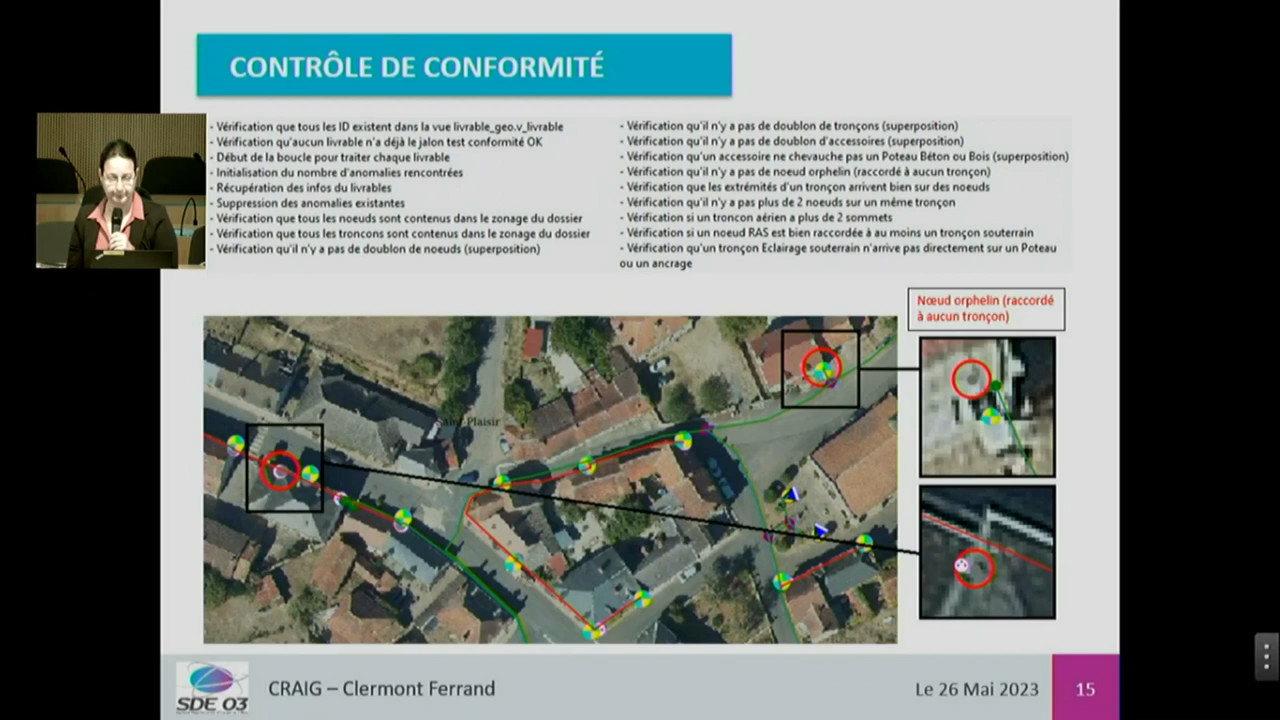 CONTRÔLE DE CONFORMITÉ
- Vérification que tous les ID existent dans la vue livrable_geo.v_livrable
- Vérification qu'aucun livrable n'a déjà le jalon test conformité OK
- Début de la boucle pour traiter chaque livrable
- Initialisation du nombre d'anomalies rencontrées
- Récupération des infos du livrables
- Suppression des anomalies existantes
- Vérification que tous les noeuds sont contenus dans le zonage du dossier
- Vérification que tous les troncons sont contenus dans le zonage du dossier
- Vérification qu'il n'y a pas de doublon de noeuds (superposition)
- Vérification qu'il n'y a pas de doublon de tronçons (superposition)
- Vérification qu'il n'y a pas de doublon d'accessoires (superposition)
- Vérification qu'un accessoire ne chevauche pas un Poteau Béton ou Bois (superposition)
- Vérification qu'il n'y a pas de noeud orphelin (raccordé à aucun tronçon)
- Vérification que les extrémités d'un tronçon arrivent bien sur des noeuds
- Vérification qu'il n'y a pas plus de 2 noeuds sur un même tronçon
- Vérification si un troncon aérien a plus de 2 sommets
- Vérification si un noeud RAS est bien raccordée à au moins un tronçon souterrain
- Vérification qu'un tronçon Eclairage souterrain n'arrive pas directement sur un Poteau
ou un ancrage
Nœud orphelin (raccordé
à aucun tronçon)
Saint-Plaisir
SDE 03
CRAIG – Clermont Ferrand
Le 26 Mai 2023
15